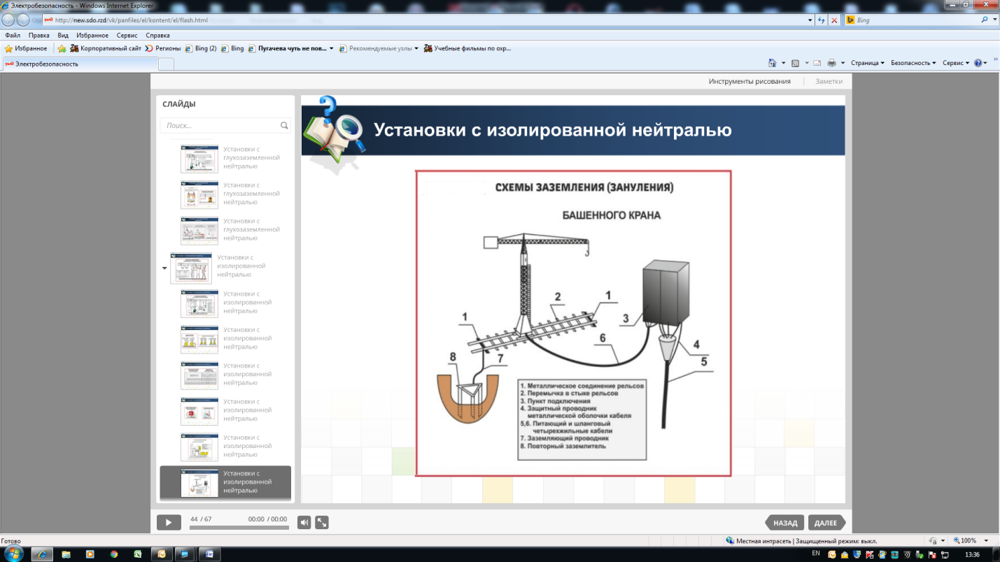 Электробезопасность - Windows Internet Explorer
http://new.sdo.rzd/vk/panfiles/el/kontent/el/flash.html
Bing
Файл Правка Вид Избранное Сервис Справка
Избранное Корпоративный сайт Регионы Bing (2) Bing Пугачева чуть не пов... Рекомендуемые узлы Учебные фильмы по охр...
Электробезопасность
Страница Безопасность Сервис
Инструменты рисования Заметки
СЛАЙДЫ
Поиск...
Установки с
глухозаземленной
нейтралью
Установки с
глухозаземленной
нейтралью
Установки с
глухозаземленной
нейтралью
Установки с
изолированной
нейтралью
Установки с
изолированной
нейтралью
Установки с
изолированной
нейтралью
Установки с
изолированной
нейтралью
Установки с
изолированной
нейтралью
Установки с
изолированной
нейтралью
Установки с
изолированной
нейтралью
Установки с изолированной нейтралью
СХЕМЫ ЗАЗЕМЛЕНИЯ (ЗАНУЛЕНИЯ)
БАШЕННОГО КРАНА
2 1
1 3
6 4
8 7 5
1. Металлическое соединение рельсов
2. Перемычка в стыке рельсов
3. Пункт подключения
4. Защитный проводник
металлической оболочки кабеля
5,6. Питающий и шланговый
четырехжильные кабели
7. Заземляющий проводник
8. Повторный заземлитель
44 / 67 00:00 / 00:00
НАЗАД ДАЛЕЕ
Готово
Местная интрасеть | Защищенный режим: выкл.
100%
EN
13:36